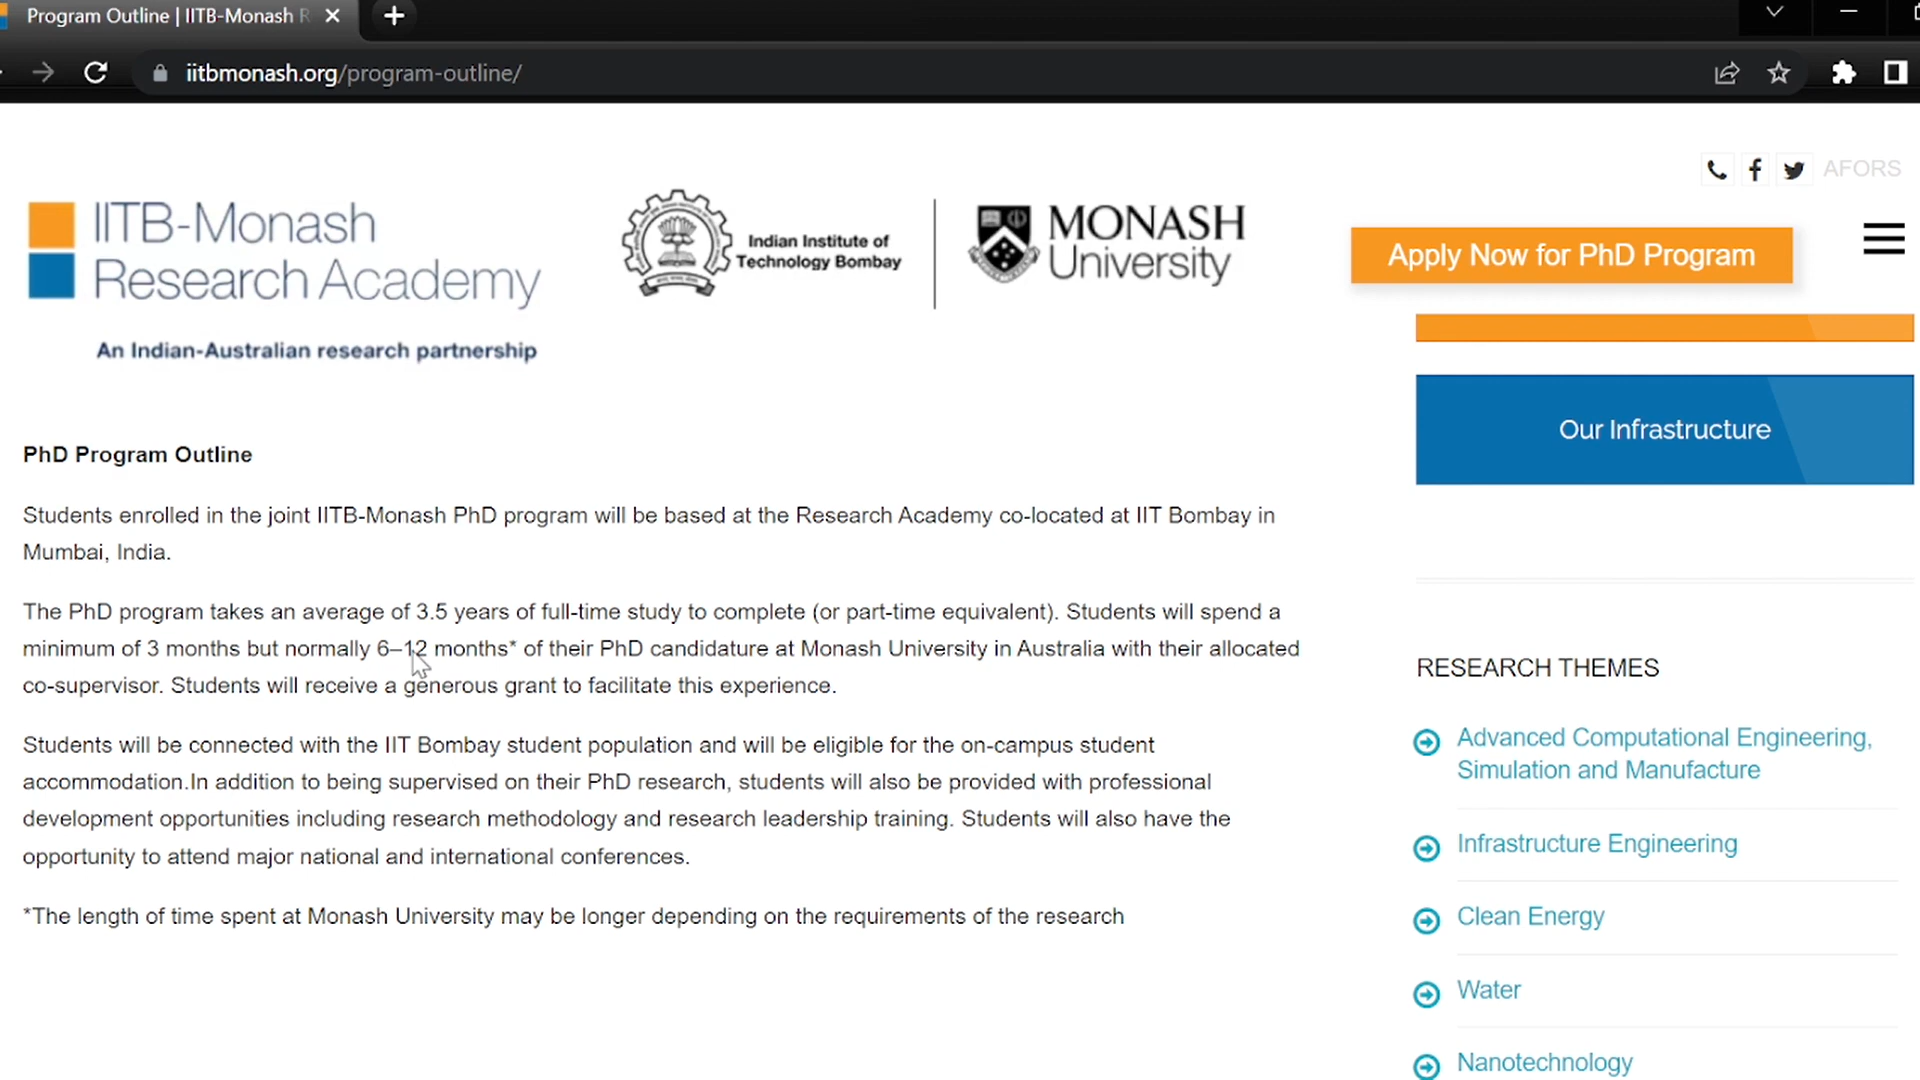 Program Outline | IITB-Monash R
iitbmonash.org/program-outline/
AFORS
IITB-Monash
Research Academy
An Indian-Australian research partnership
Indian Institute of
Technology Bombay
MONASH
University
Apply Now for PhD Program
Our Infrastructure
PhD Program Outline
Students enrolled in the joint IITB-Monash PhD program will be based at the Research Academy co-located at IIT Bombay in
Mumbai, India.
The PhD program takes an average of 3.5 years of full-time study to complete (or part-time equivalent). Students will spend a
minimum of 3 months but normally 6–12 months* of their PhD candidature at Monash University in Australia with their allocated
co-supervisor. Students will receive a generous grant to facilitate this experience.
Students will be connected with the IIT Bombay student population and will be eligible for the on-campus student
accommodation.In addition to being supervised on their PhD research, students will also be provided with professional
development opportunities including research methodology and research leadership training. Students will also have the
opportunity to attend major national and international conferences.
*The length of time spent at Monash University may be longer depending on the requirements of the research
RESEARCH THEMES
Advanced Computational Engineering,
Simulation and Manufacture
Infrastructure Engineering
Clean Energy
Water
Nanotechnology